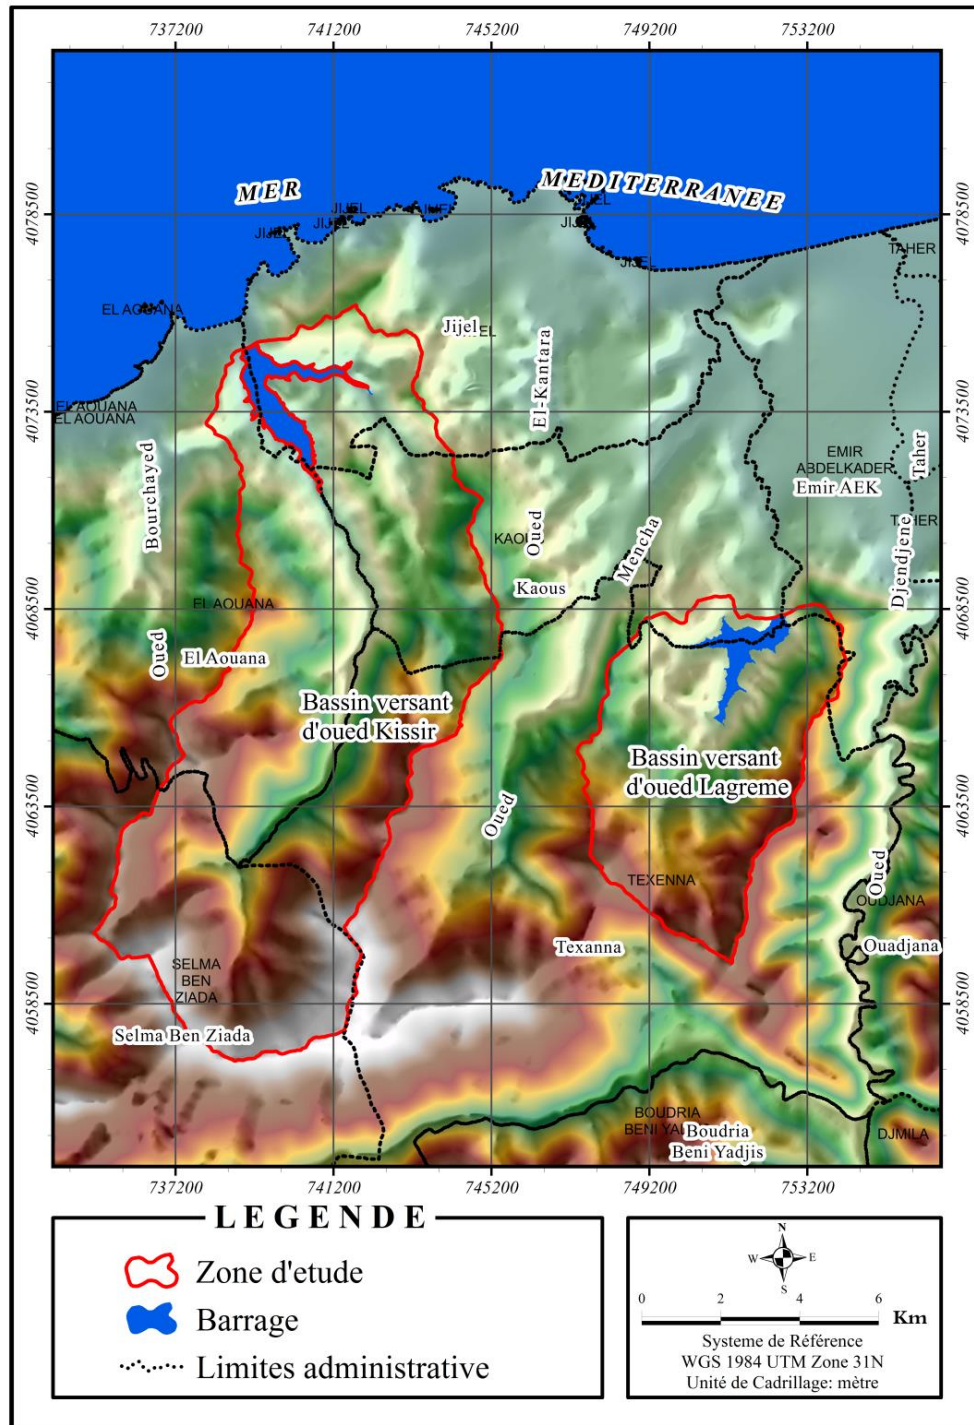 737200 741200 745200 749200 753200
MER
MEDITERRANEE
4078500
4078500
JIJEL
JIJEL
JIJEL
JIJEL
JIJEL
JIJEL
JIJEL
TAHER
EL AOUANA
Jijel
El-Kantara
4073500
4073500
EL AOUANA
EL AOUANA
Bourchayed
EMIR
ABDELKADER
Emir AEK
Taher
TAHER
Oued
Mencha
Kaous
Djendjene
4068500
4068500
EL AOUANA
El Aouana
Oued
Bassin versant
d'oued Kissir
Bassin versant
d'oued Lagreme
4063500
4063500
Oued
TEXENNA
Oued
OUDJANA
Texanna
Ouadjana
SELMA
BEN
ZIADA
4058500
4058500
Selma Ben Ziada
BOUDRIA
Boudria
Beni Yadjis
DJMILA
737200 741200 745200 749200 753200
LEGENDE
Zone d'etude
Barrage
Limites administrative
N
W E
S
0 2 4 6
Km
Systeme de Référence
WGS 1984 UTM Zone 31N
Unité de Cadrillage: mètre